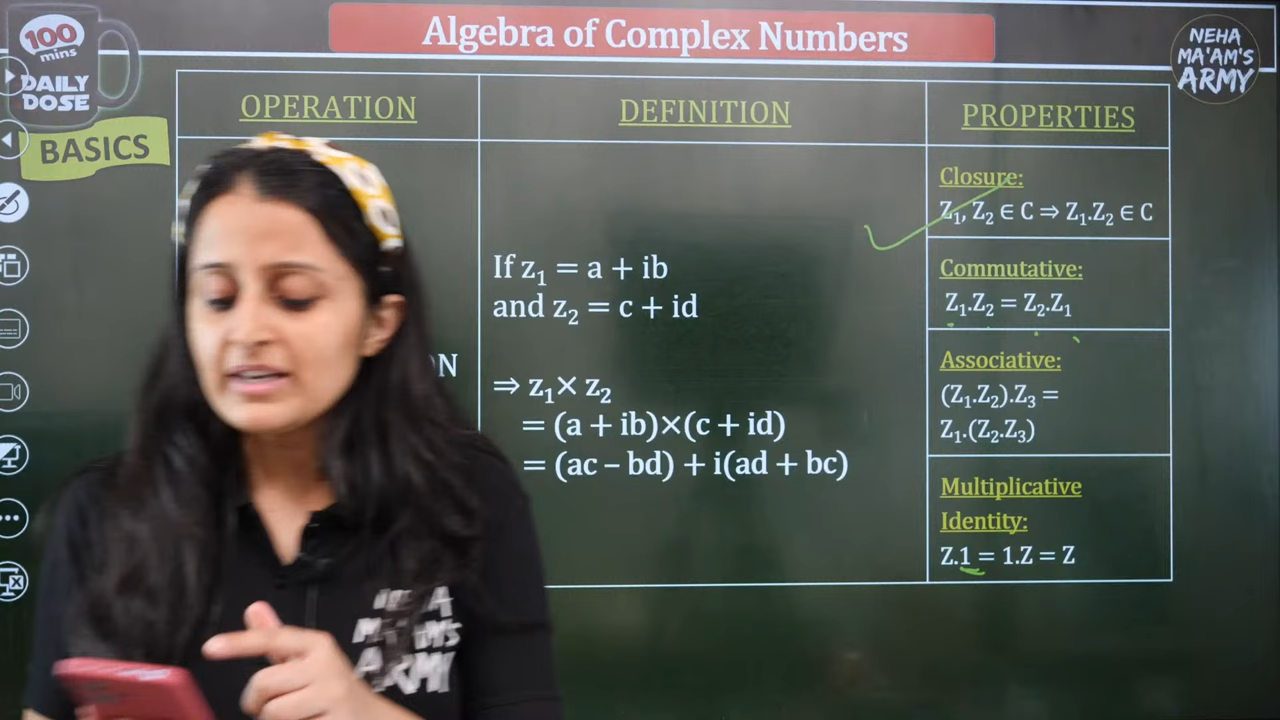 100
mins
DAILY
DOSE
BASICS
Algebra of Complex Numbers
NEHA
MA'AM'S
ARMY
OPERATION
DEFINITION
PROPERTIES
If z₁ = a + ib
and z₂ = c + id
⇒ z₁× z₂
= (a + ib)×(c + id)
= (ac – bd) + i(ad + bc)
Closure:
Z₁, Z₂ ∈ C ⇒ Z₁.Z₂ ∈ C
Commutative:
Z₁.Z₂ = Z₂.Z₁
Associative:
(Z₁.Z₂).Z₃ =
Z₁.(Z₂.Z₃)
Multiplicative
Identity:
Z.1 = 1.Z = Z
ARMY